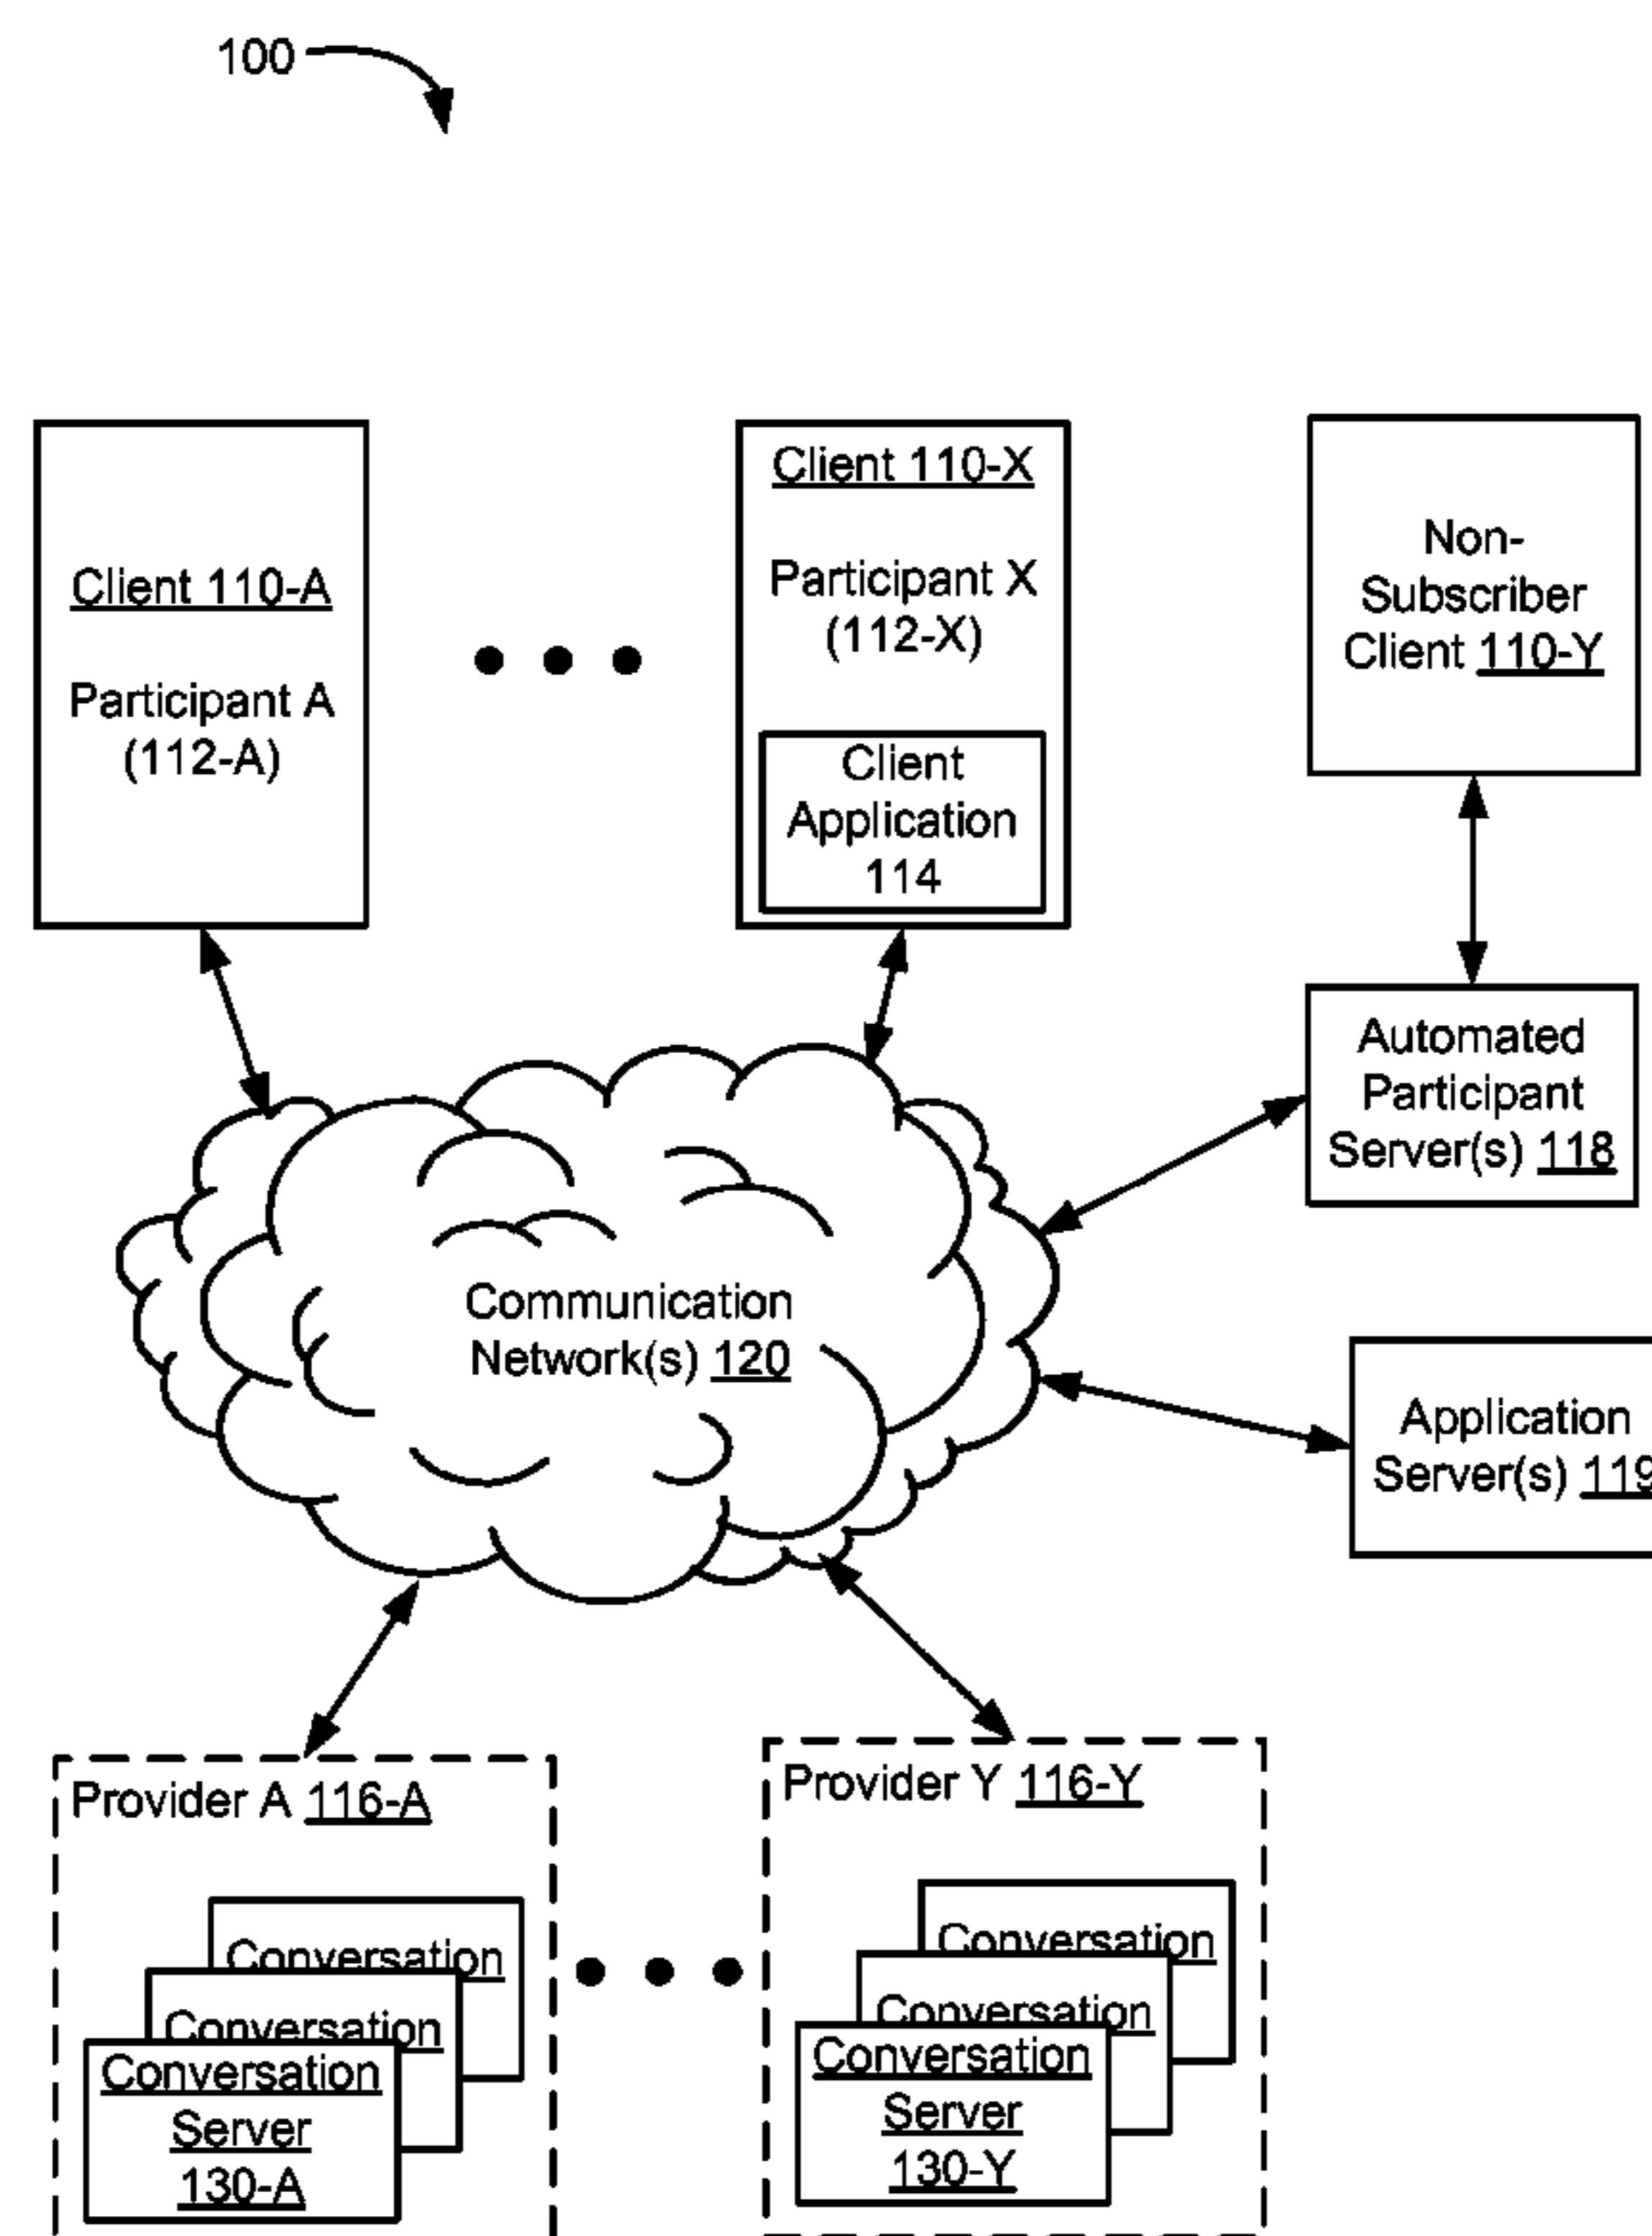 100
Client 110-A
Participant A
(112-A)
Client 110-X
Participant X
(112-X)
Client
Application
114
Non-
Subscriber
Client 110-Y
Automated
Participant
Server(s) 118
Communication
Network(s) 120
Application
Server(s) 119
Provider A 116-A
Conversation
Conversation
Conversation
Server
130-A
Provider Y 116-Y
Conversation
Conversation
Conversation
Server
130-Y